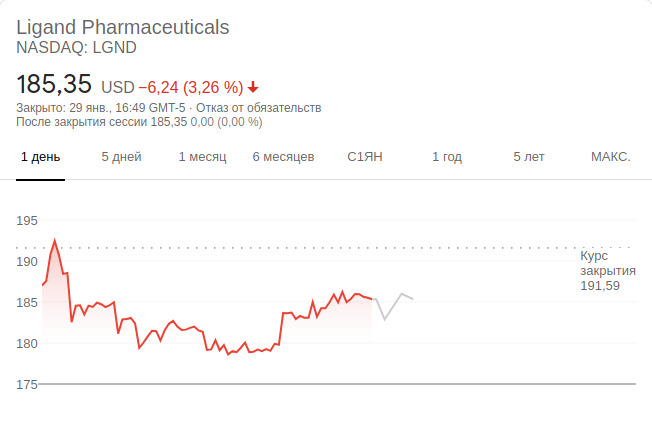 Ligand Pharmaceuticals
NASDAQ: LGND
185,35 USD −6,24 (3,26 %)
Закрыто: 29 янв., 16:49 GMT-5 · Отказ от обязательств
После закрытия сессии 185,35 0,00 (0,00 %)
1 день 5 дней 1 месяц 6 месяцев С1ЯН 1 год 5 лет МАКС.
195
190
185
180
175
Курс
закрытия
191,59